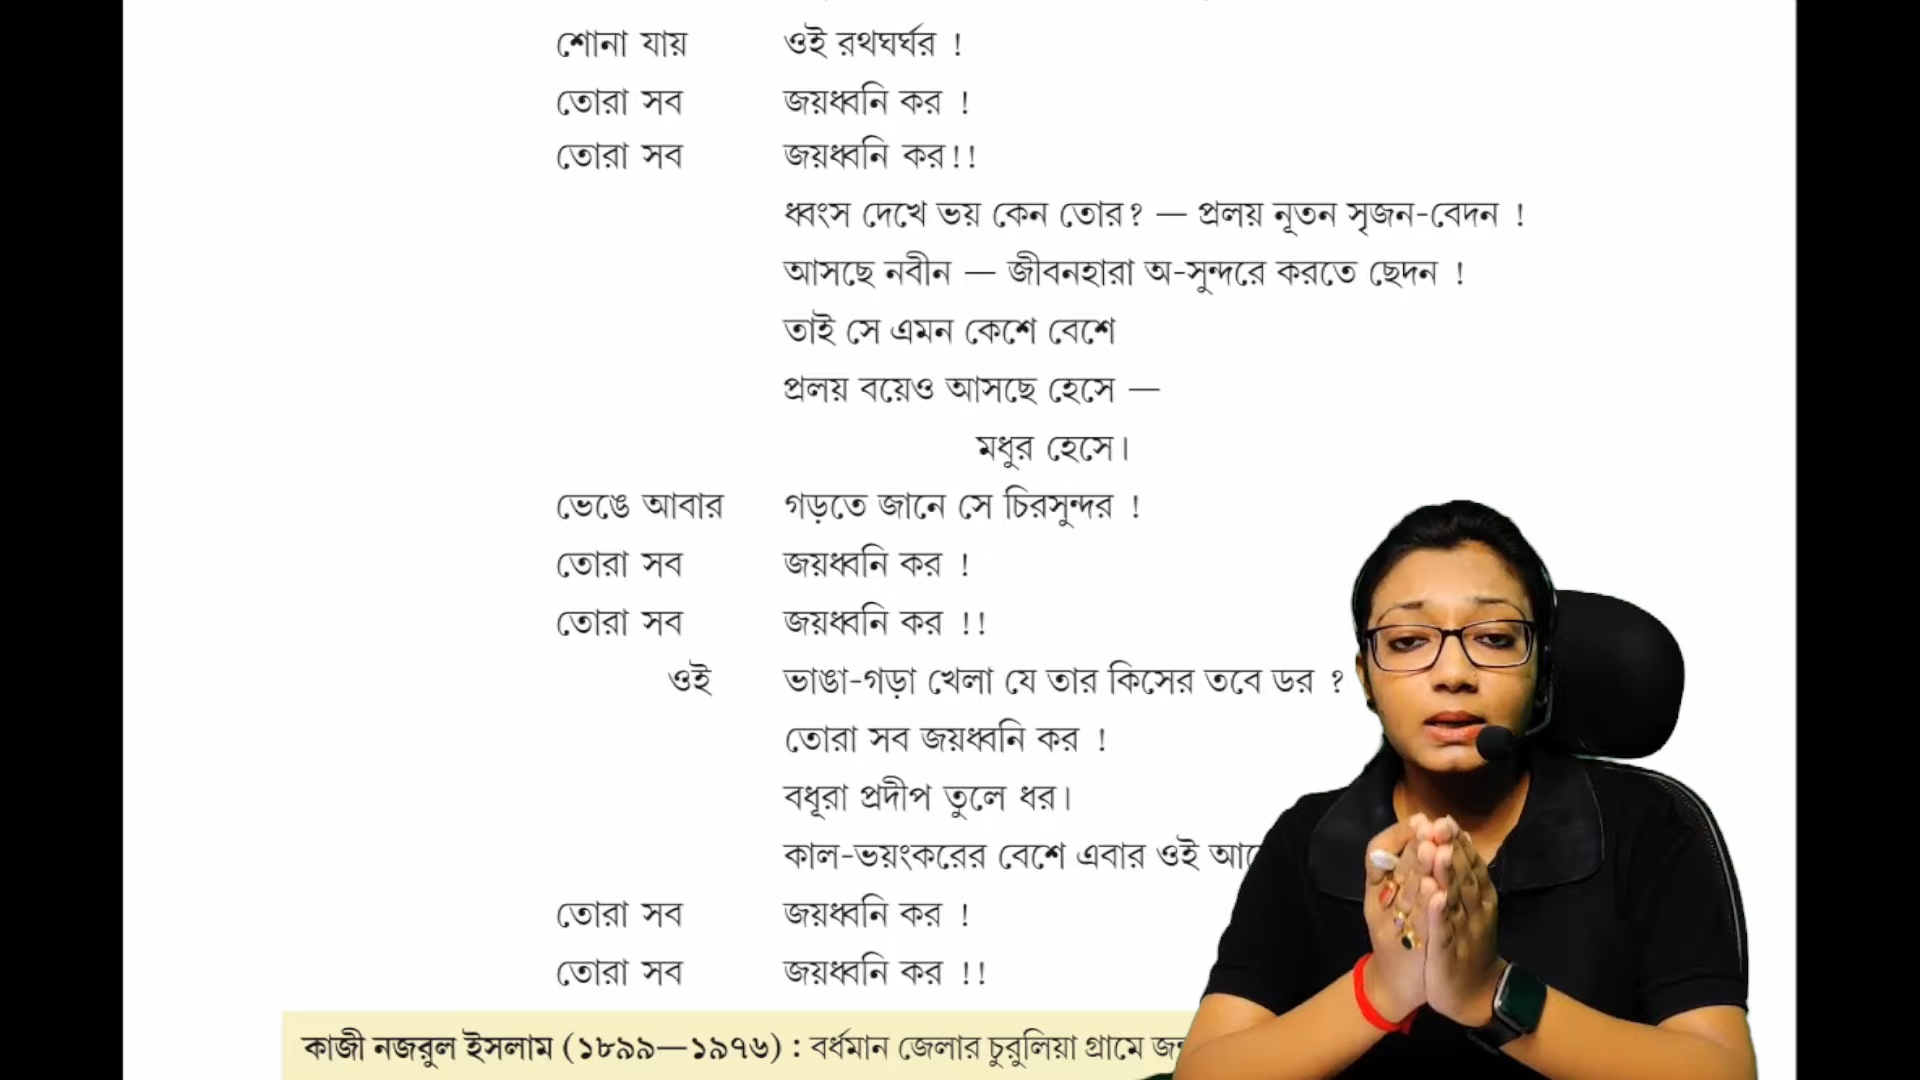 শোনা যায় ওই রথঘর্ঘর !
তোরা সব জয়ধ্বনি কর !
তোরা সব জয়ধ্বনি কর!!
ধ্বংস দেখে ভয় কেন তোর? — প্রলয় নূতন সৃজন-বেদন !
আসছে নবীন — জীবনহারা অ-সুন্দরে করতে ছেদন !
তাই সে এমন কেশে বেশে
প্রলয় বয়েও আসছে হেসে —
মধুর হেসে।
ভেঙে আবার গড়তে জানে সে চিরসুন্দর !
তোরা সব জয়ধ্বনি কর !
তোরা সব জয়ধ্বনি কর !!
ওই ভাঙা-গড়া খেলা যে তার কিসের তবে ডর ?
তোরা সব জয়ধ্বনি কর !
বধূরা প্রদীপ তুলে ধর।
কাল-ভয়ংকরের বেশে এবার ওই
তোরা সব জয়ধ্বনি কর !
তোরা সব জয়ধ্বনি কর !!
কাজী নজরুল ইসলাম (১৮৯৯—১৯৭৬) : বর্ধমান জেলার চুরুলিয়া গ্রামে